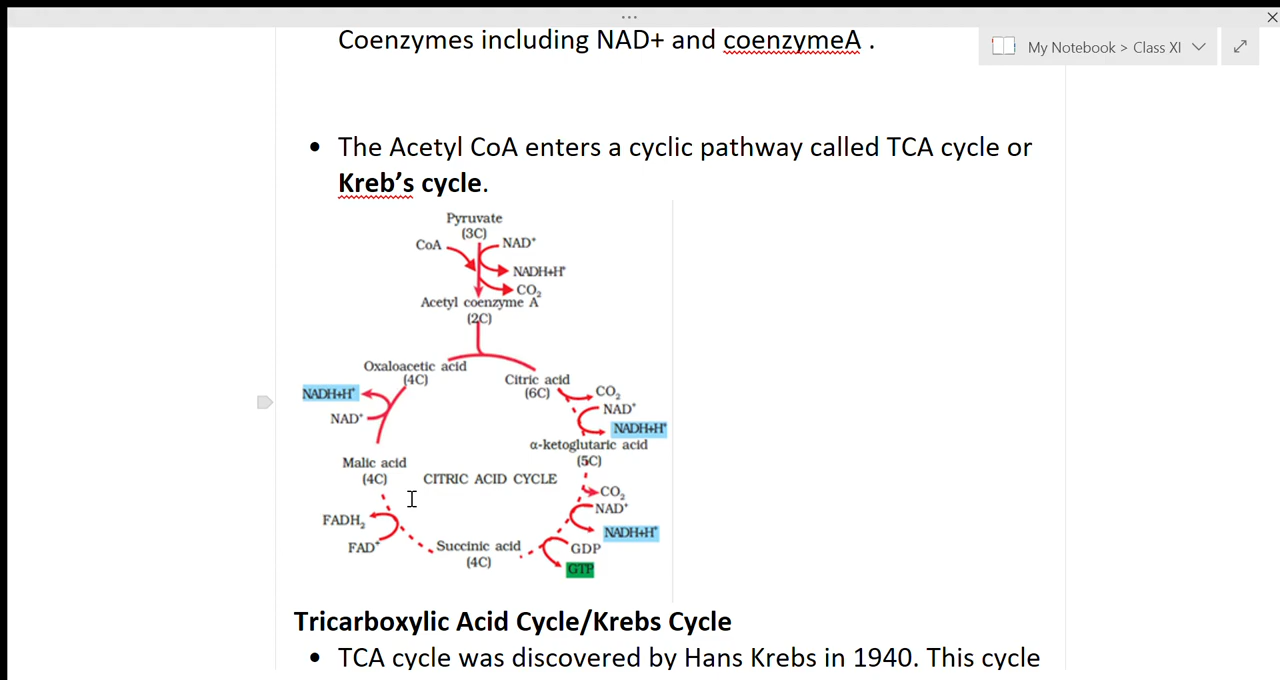 ...
My Notebook > Class XI
Coenzymes including NAD+ and coenzymeA .
• The Acetyl CoA enters a cyclic pathway called TCA cycle or
Kreb's cycle.
Pyruvate
(3C)
CoA
NAD⁺
NADH+H⁺
CO₂
Acetyl coenzyme A
(2C)
Oxaloacetic acid
(4C)
Citric acid
(6C)
CO₂
NAD⁺
NADH+H⁺
NADH+H⁺
NAD⁺
α-ketoglutaric acid
(5C)
Malic acid
(4C)
CITRIC ACID CYCLE
CO₂
NAD⁺
NADH+H⁺
FADH₂
FAD⁺
Succinic acid
(4C)
GDP
GTP
Tricarboxylic Acid Cycle/Krebs Cycle
• TCA cycle was discovered by Hans Krebs in 1940. This cycle